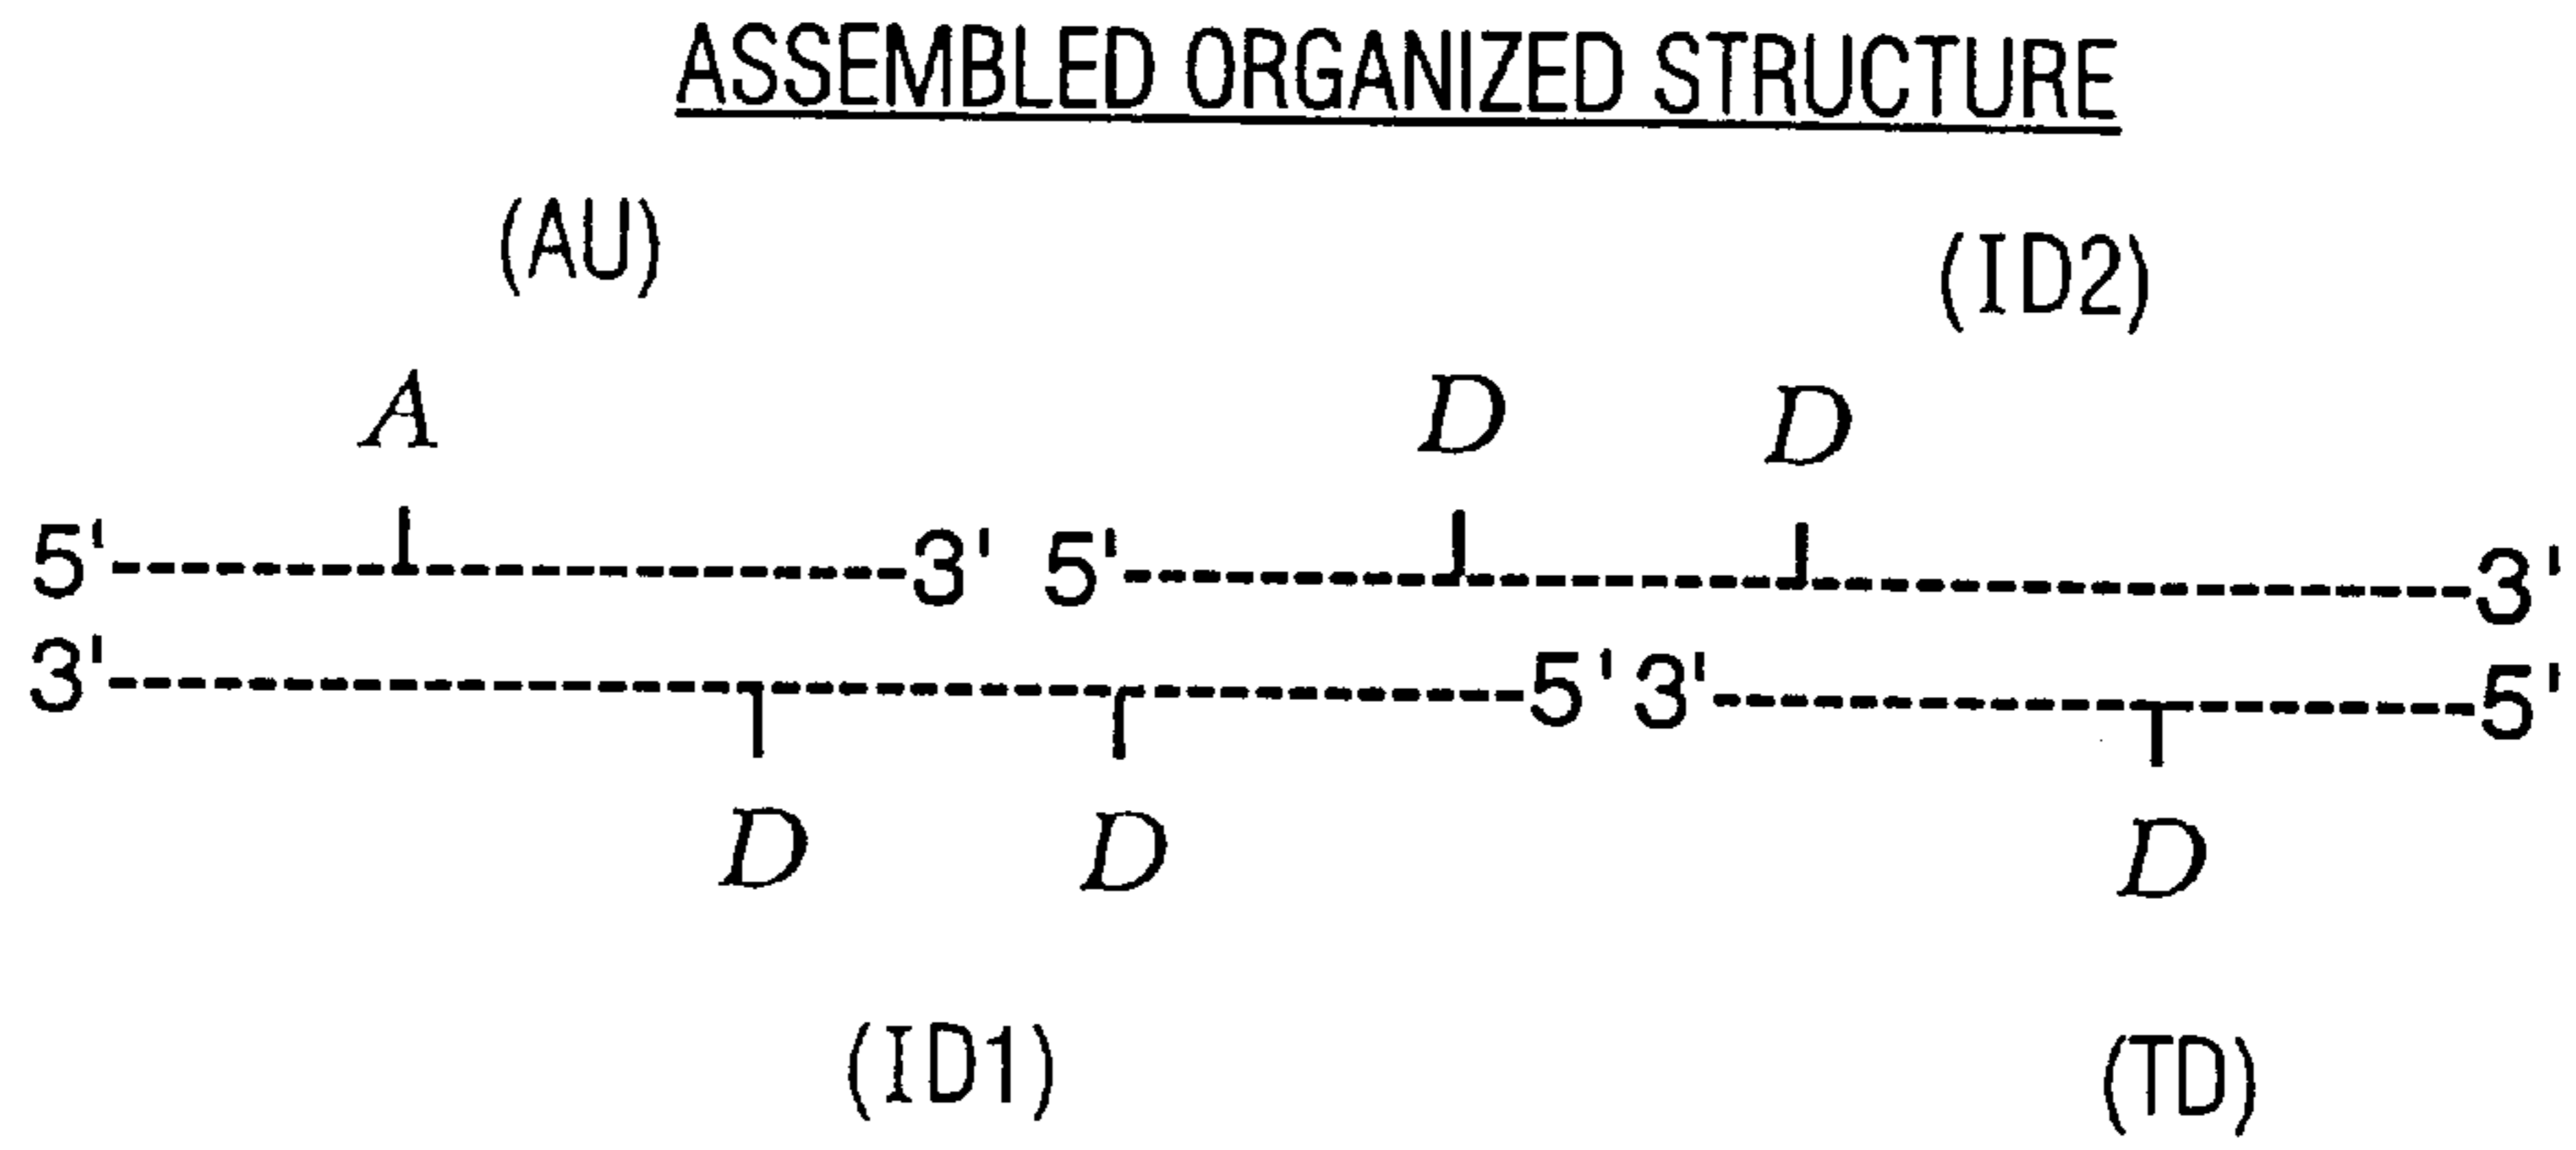 ASSEMBLED ORGANIZED STRUCTURE
(AU) (ID2)
A D D
5' 3' 5' 3'
3' 5' 3' 5'
D D D
(ID1) (TD)